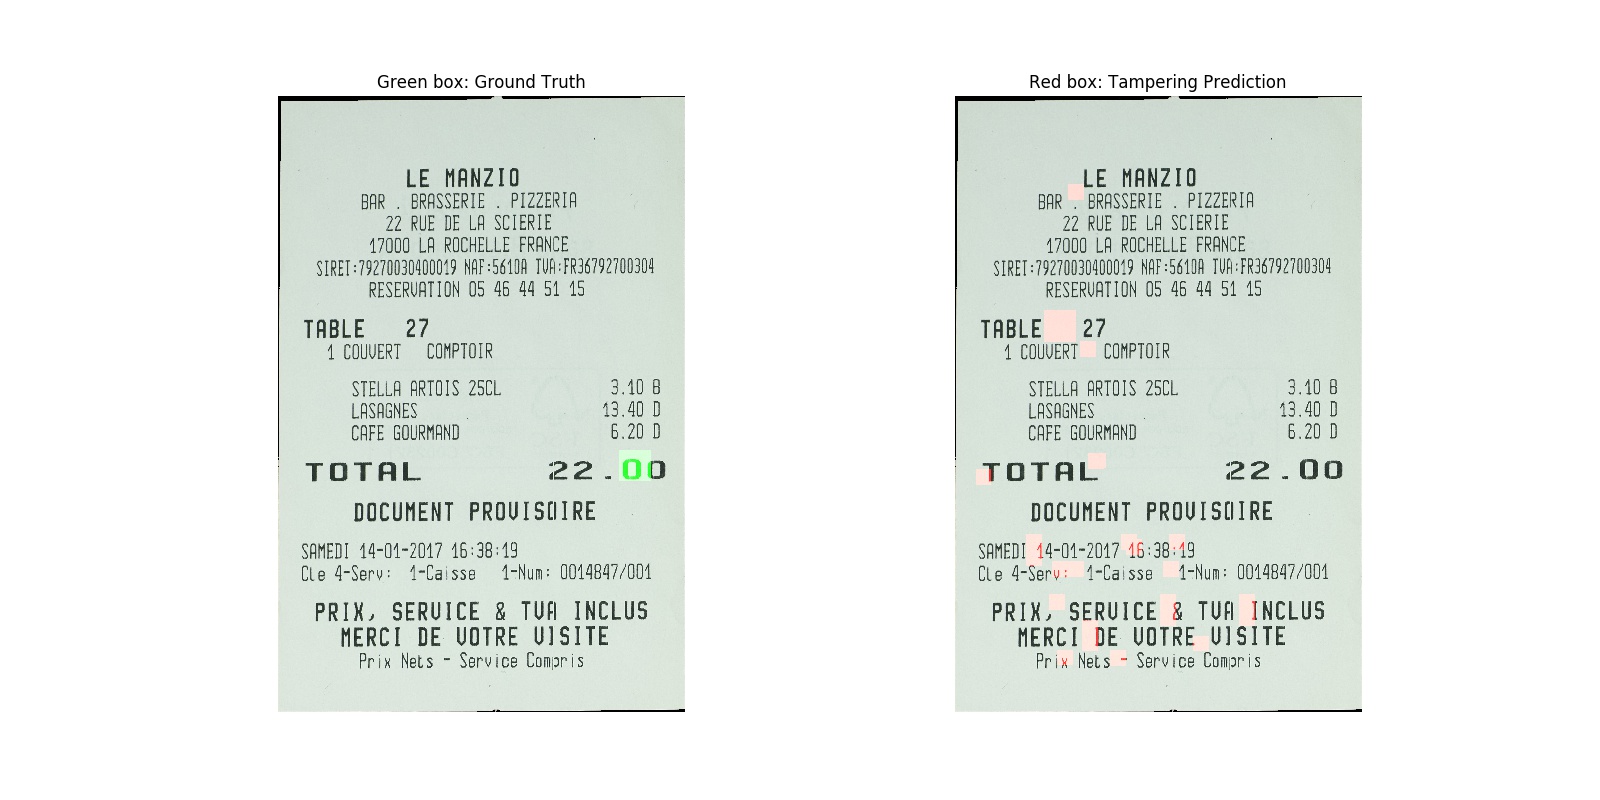 Green box: Ground Truth
LE MANZIO
BAR . BRASSERIE . PIZZERIA
22 RUE DE LA SCIERIE
17000 LA ROCHELLE FRANCE
SIRET:79270030400019 NAF:5610A TVA:FR36792700304
RESERVATION 05 46 44 51 15
TABLE 27
1 COUVERT COMPTOIR
STELLA ARTOIS 25CL 3.10 B
LASAGNES 13.40 D
CAFE GOURMAND 6.20 D
TOTAL 22.00
DOCUMENT PROVISOIRE
SAMEDI 14-01-2017 16:38:19
Cle 4-Serv: 1-Caisse 1-Num: 0014847/001
PRIX, SERVICE & TVA INCLUS
MERCI DE VOTRE VISITE
Prix Nets - Service Compris
Red box: Tampering Prediction
LE MANZIO
BAR . BRASSERIE . PIZZERIA
22 RUE DE LA SCIERIE
17000 LA ROCHELLE FRANCE
SIRET:79270030400019 NAF:5610A TVA:FR36792700304
RESERVATION 05 46 44 51 15
TABLE 27
1 COUVERT COMPTOIR
STELLA ARTOIS 25CL 3.10 B
LASAGNES 13.40 D
CAFE GOURMAND 6.20 D
TOTAL 22.00
DOCUMENT PROVISOIRE
SAMEDI 14-01-2017 16:38:19
Cle 4-Serv: 1-Caisse 1-Num: 0014847/001
PRIX, SERVICE & TVA INCLUS
MERCI DE VOTRE VISITE
Prix Nets - Service Compris